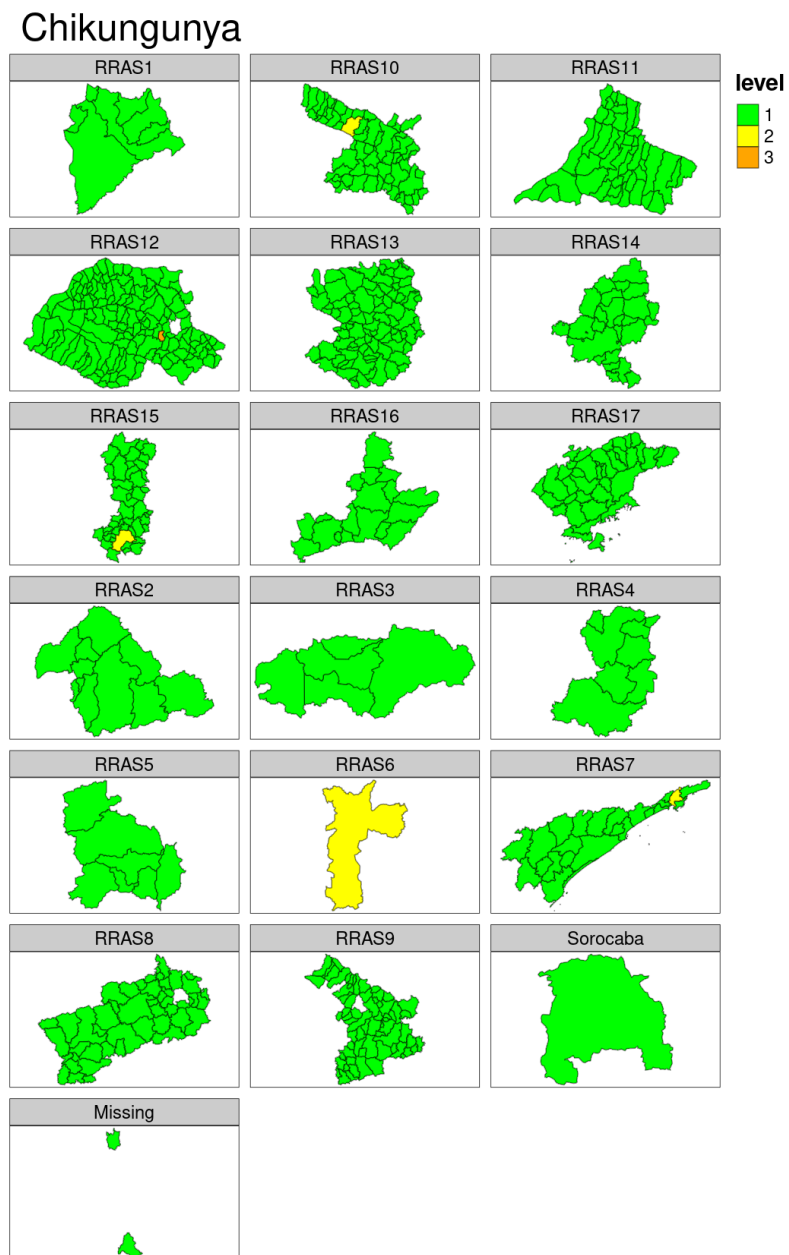 Chikungunya
RRAS1
RRAS10
RRAS11
level
1
2
3
RRAS12
RRAS13
RRAS14
RRAS15
RRAS16
RRAS17
RRAS2
RRAS3
RRAS4
RRAS5
RRAS6
RRAS7
RRAS8
RRAS9
Sorocaba
Missing